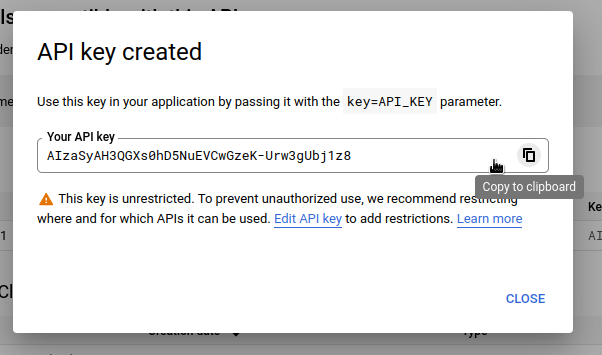 API key created
Use this key in your application by passing it with the key=API_KEY parameter.
Your API key
AIzaSyAH3QGXs0hD5NuEVCwGzeK-Urw3gUbj1z8
Copy to clipboard
This key is unrestricted. To prevent unauthorized use, we recommend restricting
where and for which APIs it can be used. Edit API key to add restrictions. Learn more
CLOSE